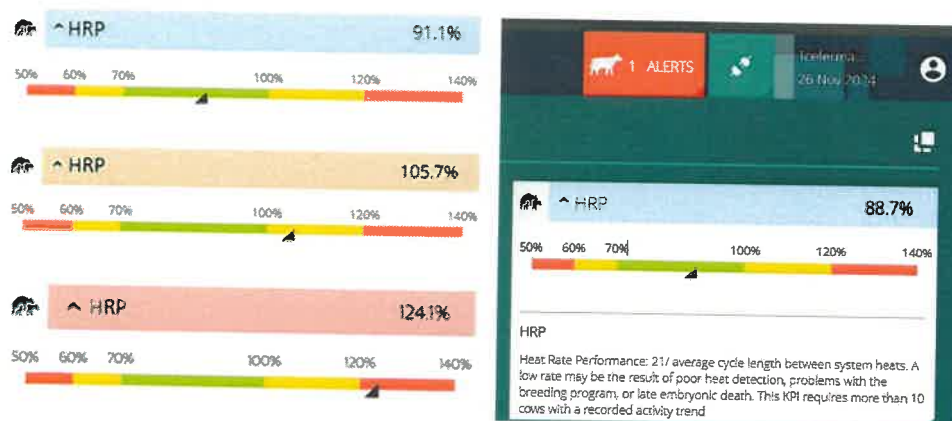 ^ HRP 91.1%
50% 60% 70% 100% 120% 140%
^ HRP 105.7%
50% 60% 70% 100% 120% 140%
^ HRP 124.1%
50% 60% 70% 100% 120% 140%
1 ALERTS
26 Nov 2024
^ HRP 88.7%
50% 60% 70% 100% 120% 140%
HRP
Heat Rate Performance: 21/ average cycle length between system heats. A
low rate may be the result of poor heat detection, problems with the
breeding program, or late embryonic death. This KPI requires more than 10
cows with a recorded activity trend